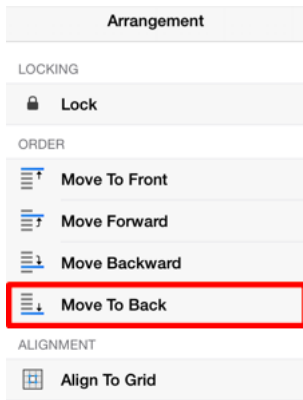 Arrangement
LOCKING
Lock
ORDER
Move To Front
Move Forward
Move Backward
Move To Back
ALIGNMENT
Align To Grid